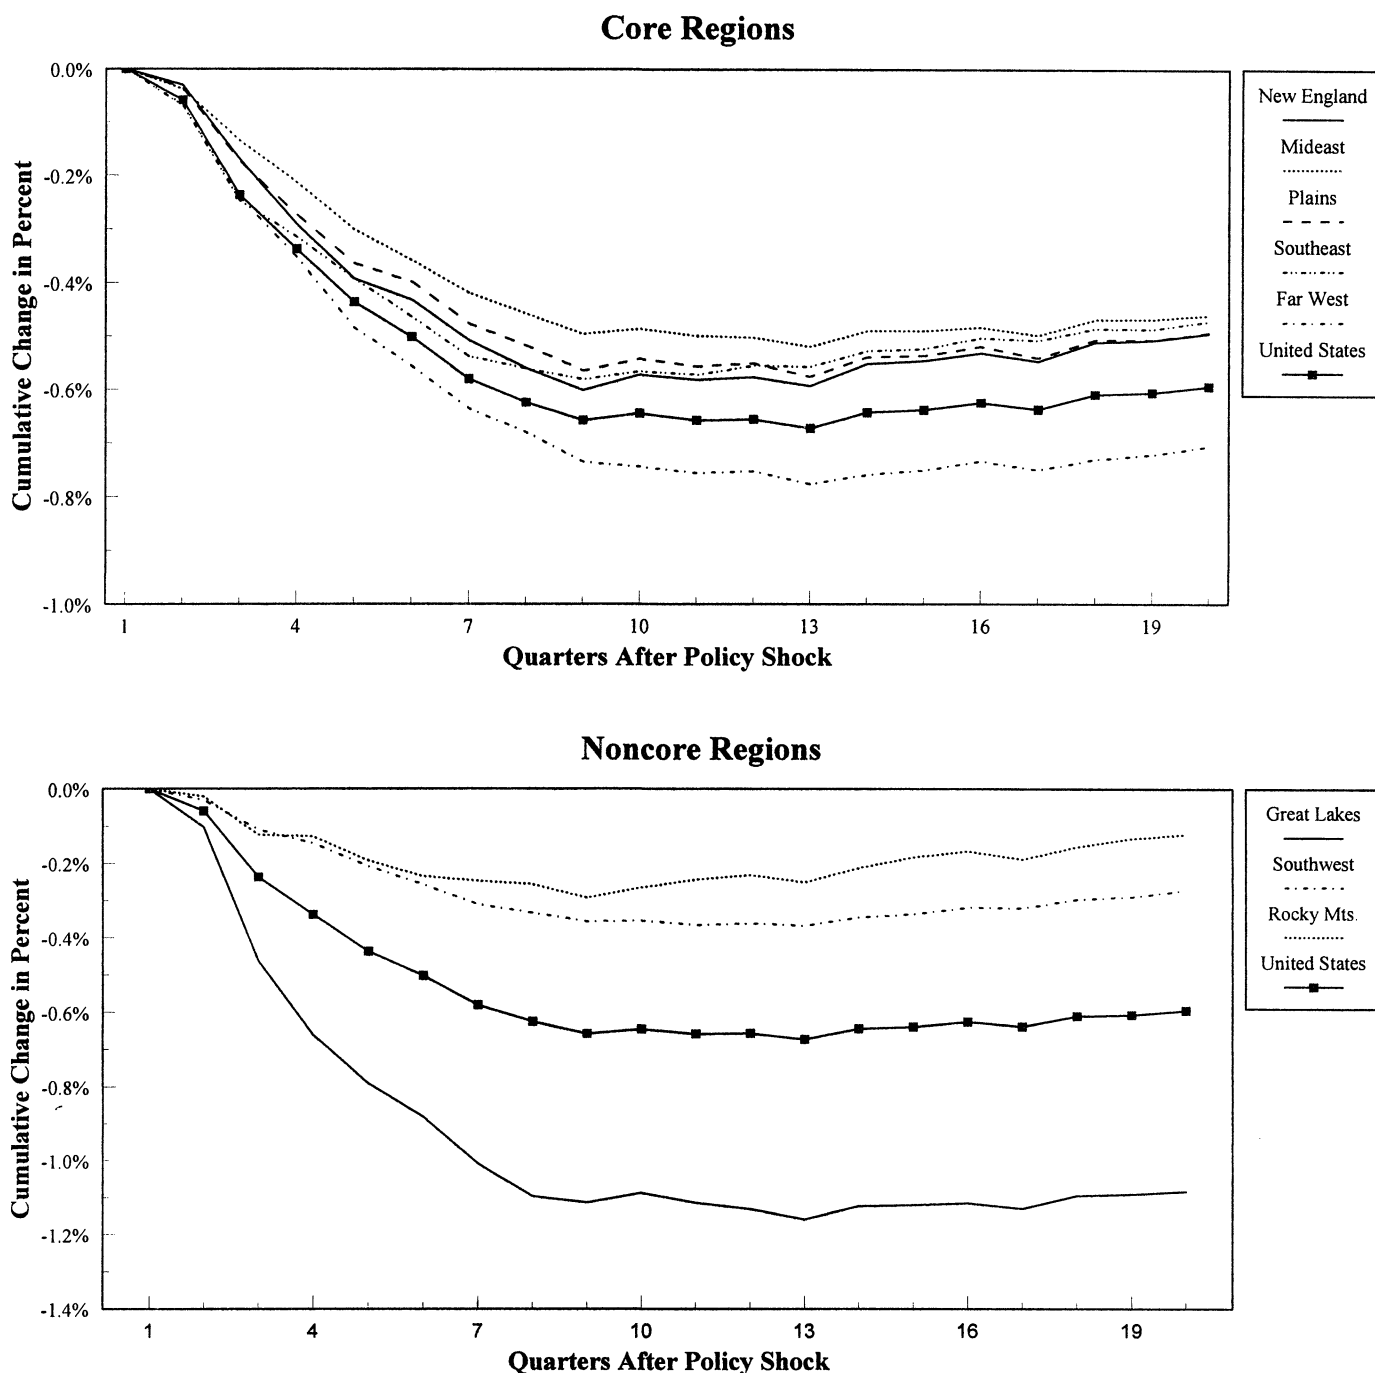 Core Regions
0.0%
-0.2%
-0.4%
-0.6%
-0.8%
-1.0%
Cumulative Change in Percent
1 4 7 10 13 16 19
Quarters After Policy Shock
New England
Mideast
Plains
Southeast
Far West
United States
Noncore Regions
0.0%
-0.2%
-0.4%
-0.6%
-0.8%
-1.0%
-1.2%
-1.4%
Cumulative Change in Percent
1 4 7 10 13 16 19
Quarters After Policy Shock
Great Lakes
Southwest
Rocky Mts.
United States